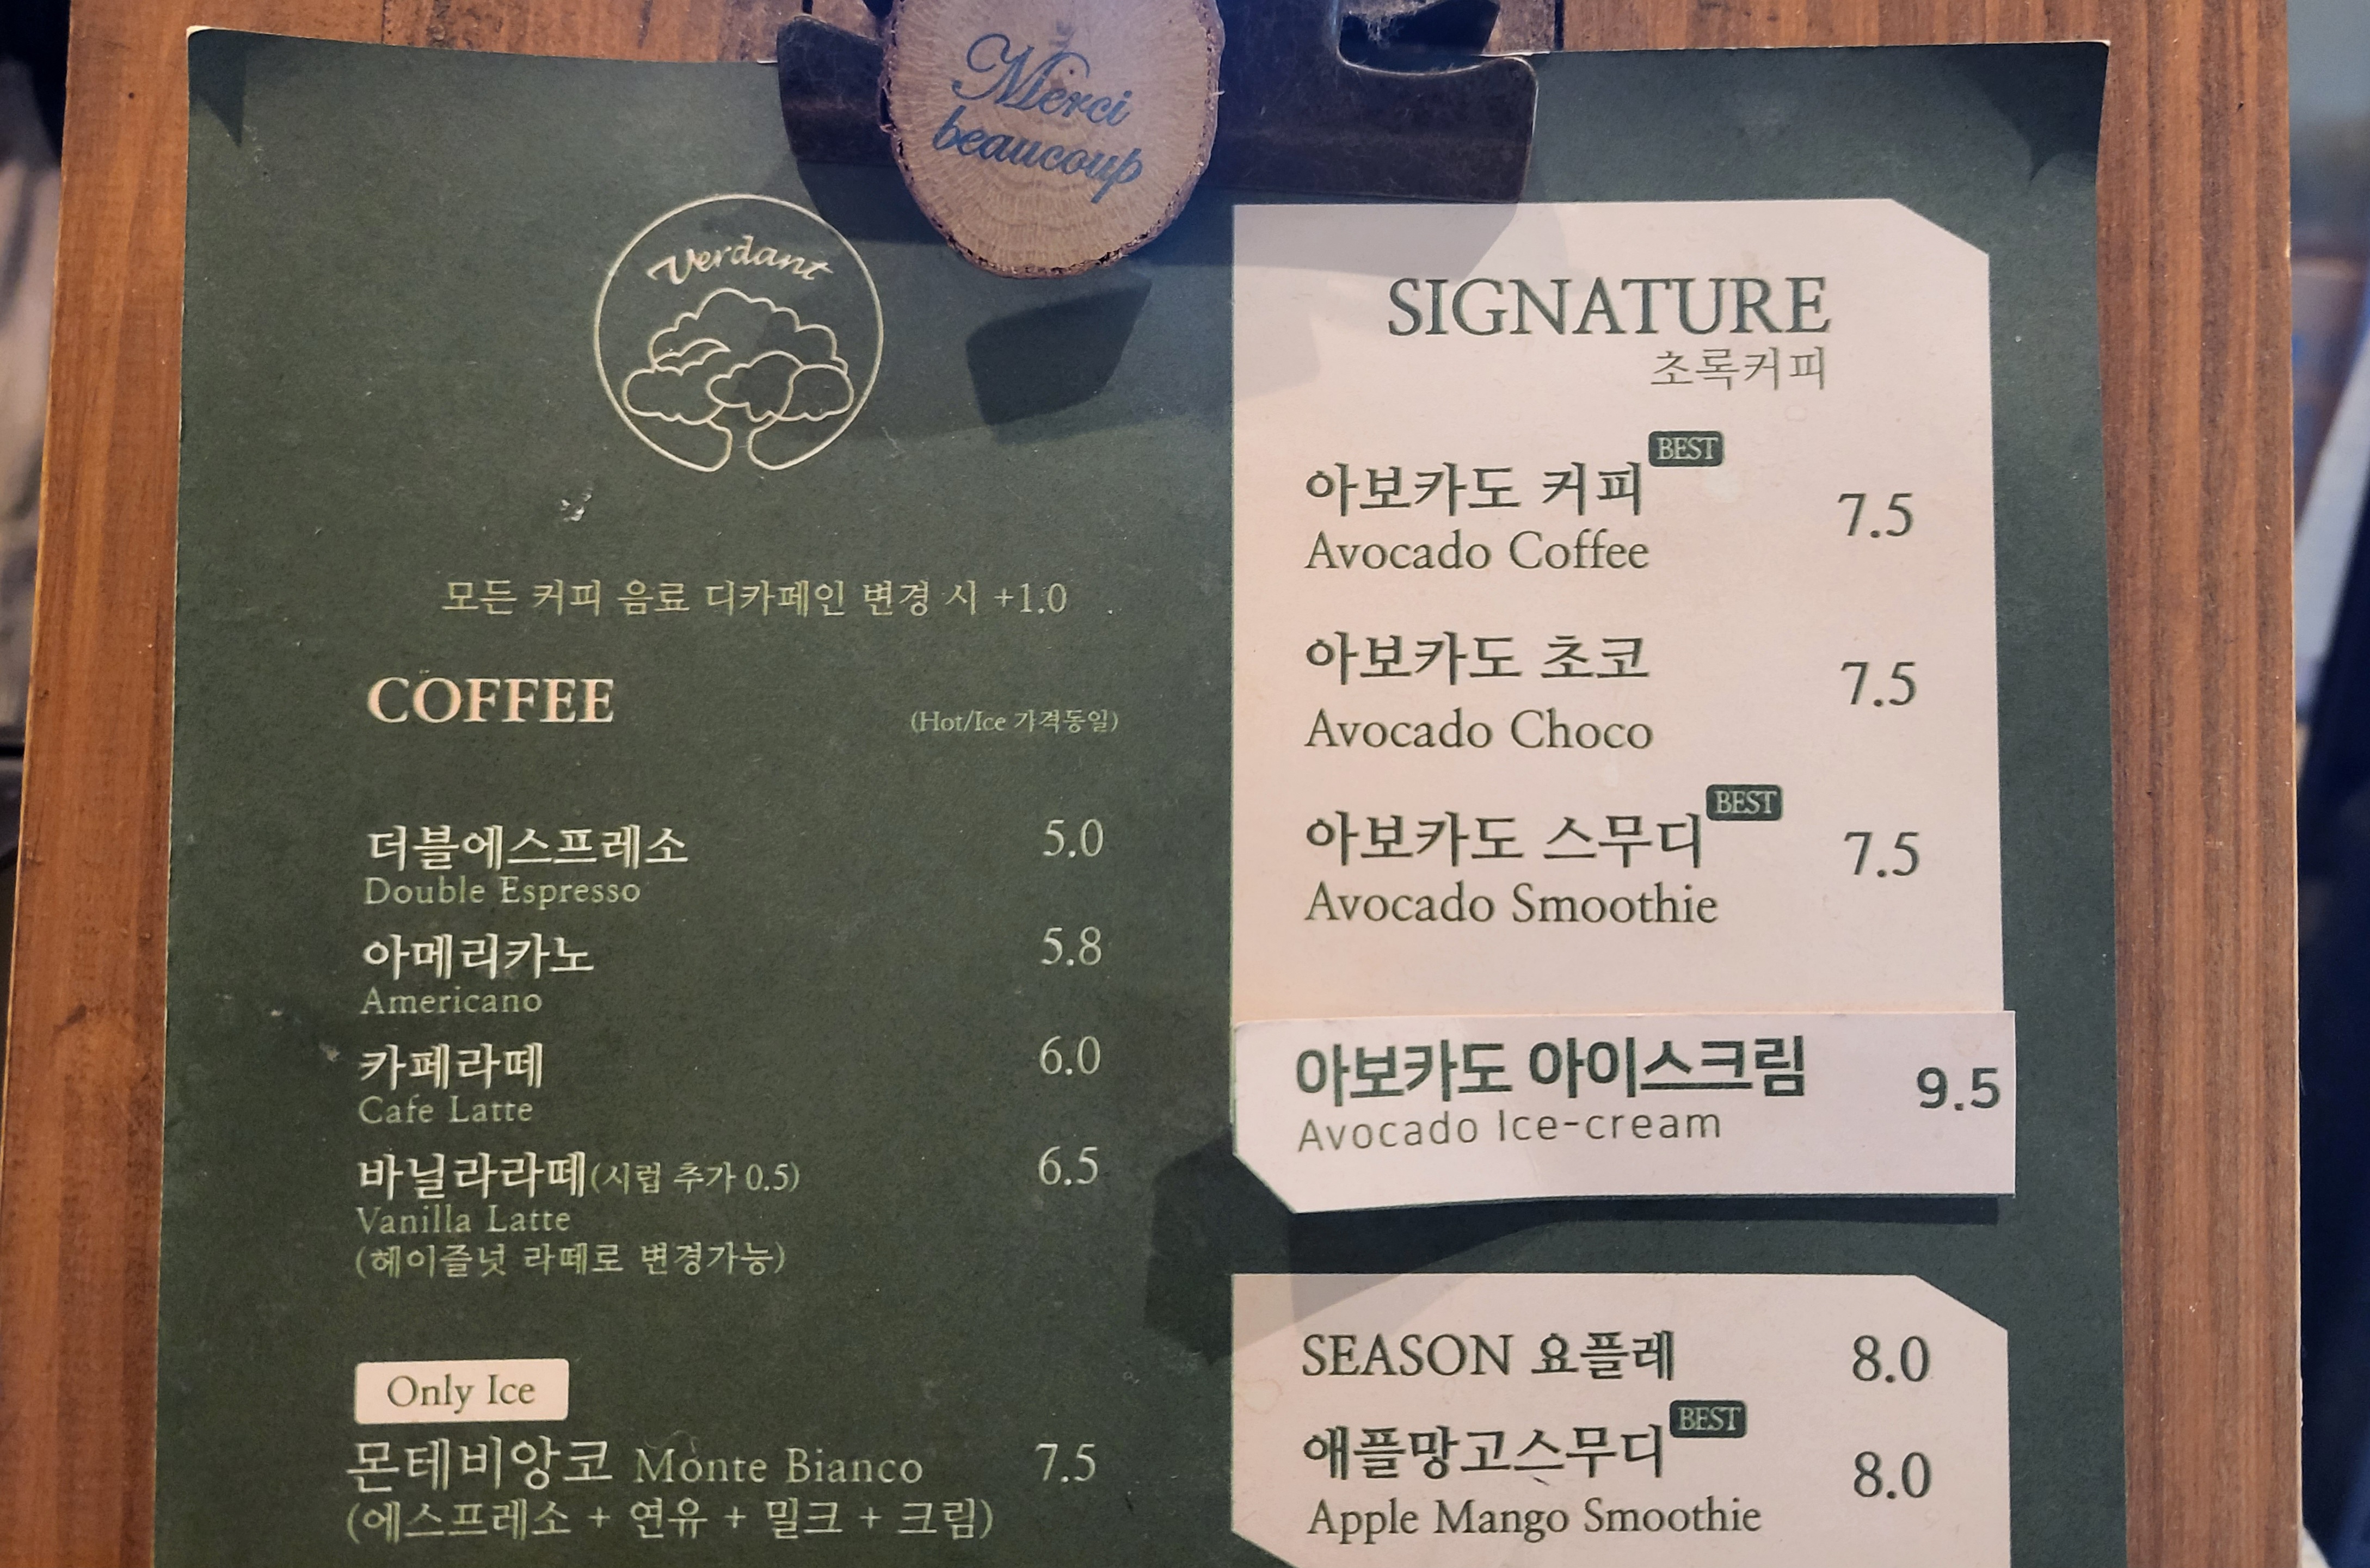 Merci
beaucoup
Verdant
모든 커피 음료 디카페인 변경 시 +1.0
COFFEE
(Hot/Ice 가격동일)
더블에스프레소 5.0
Double Espresso
아메리카노 5.8
Americano
카페라떼 6.0
Cafe Latte
바닐라라떼(시럽 추가 0.5) 6.5
Vanilla Latte
(헤이즐넛 라떼로 변경가능)
Only Ice
몬테비앙코 Monte Bianco 7.5
(에스프레소 + 연유 + 밀크 + 크림)
SIGNATURE
초록커피
아보카도 커피 BEST 7.5
Avocado Coffee
아보카도 초코 7.5
Avocado Choco
아보카도 스무디 BEST 7.5
Avocado Smoothie
아보카도 아이스크림 9.5
Avocado Ice-cream
SEASON 요플레 8.0
애플망고스무디 BEST 8.0
Apple Mango Smoothie